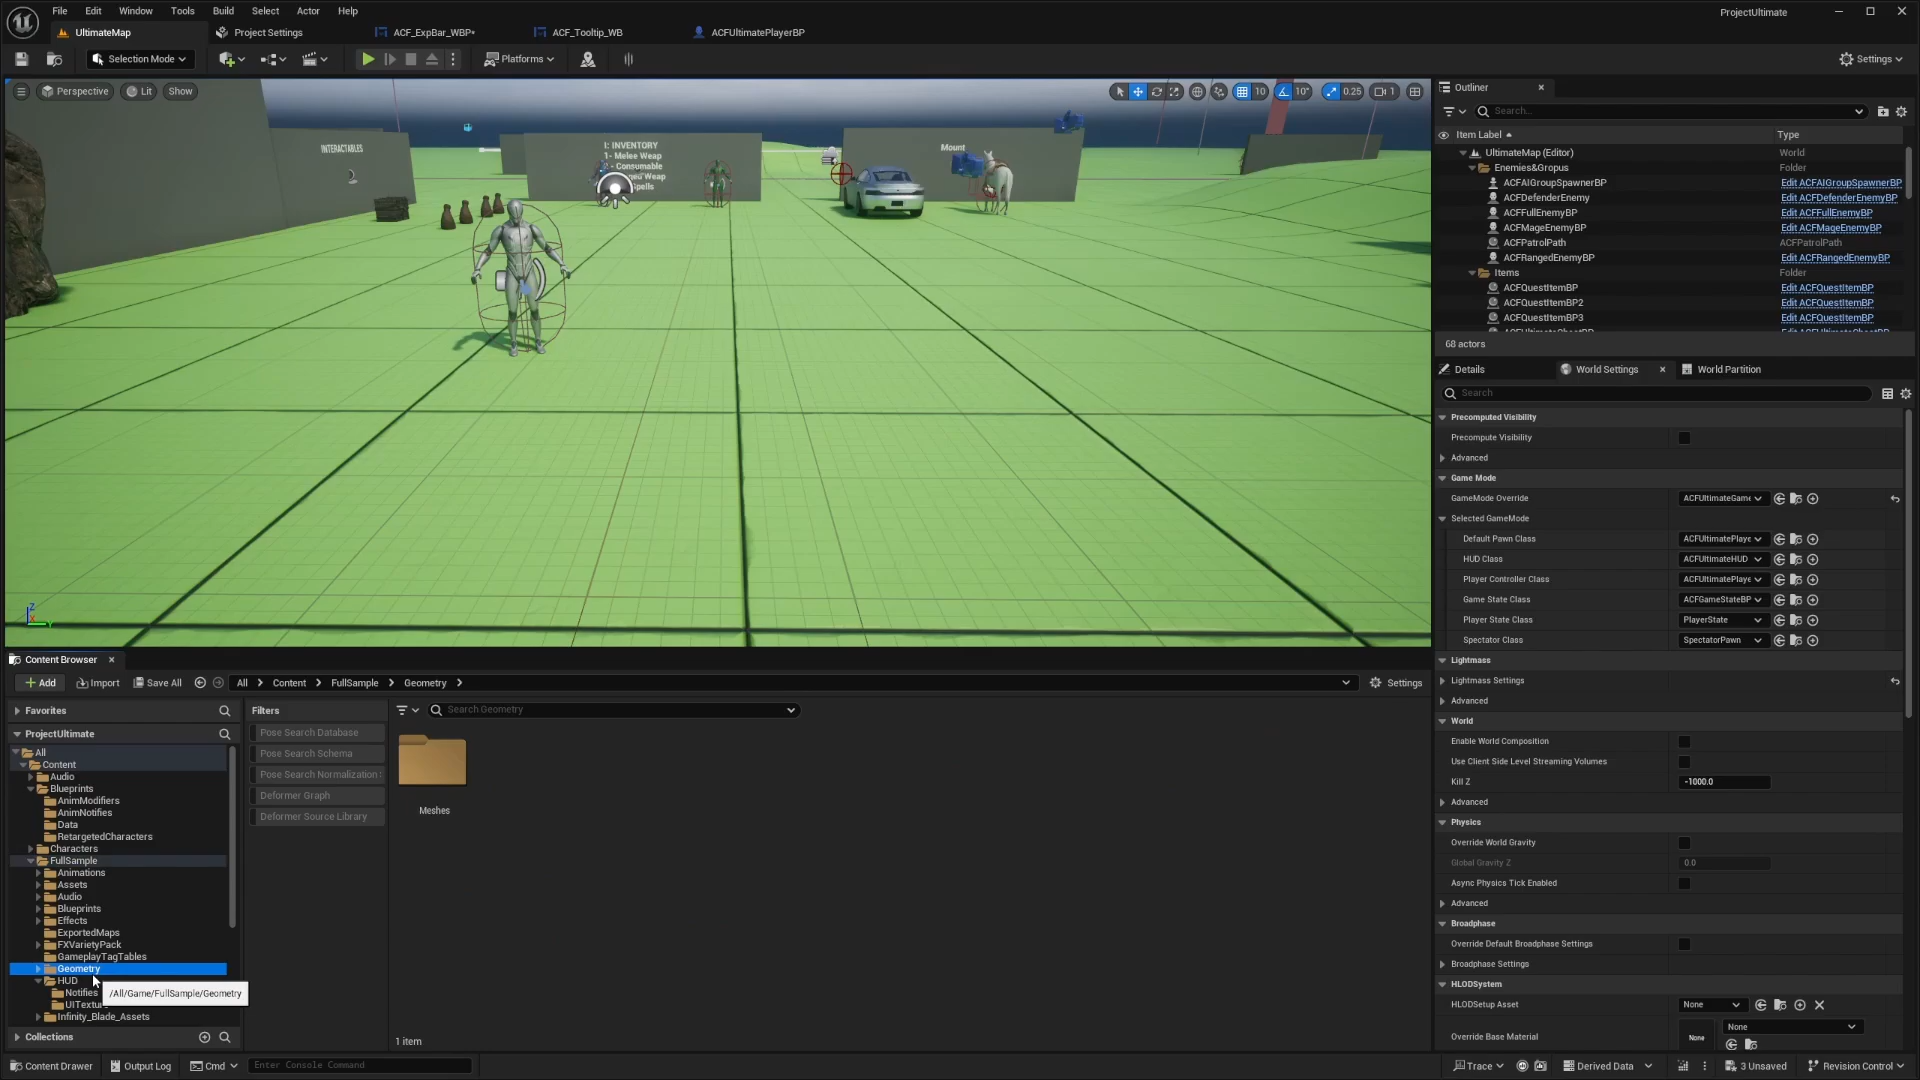 File Edit Window Tools Build Select Actor Help
ProjectUltimate
UltimateMap Project Settings ACF_ExpBar_WBP* ACF_Tooltip_WB ACFUltimatePlayerBP
Selection Mode Platforms Settings
Perspective Lit Show 10 10° 0.25 1
INTERACTABLES
I: INVENTORY
1- Melee Weap
Consumable
Weap
Spells
Mount
Outliner
Search...
Item Label Type
UltimateMap (Editor) World
Enemies&Gropus Folder
ACFAIGroupSpawnerBP Edit ACFAIGroupSpawnerBP
ACFDefenderEnemy Edit ACFDefenderEnemyBP
ACFFullEnemyBP Edit ACFFullEnemyBP
ACFMageEnemyBP Edit ACFMageEnemyBP
ACFPatrolPath ACFPatrolPath
ACFRangedEnemyBP Edit ACFRangedEnemyBP
Items Folder
ACFQuestItemBP Edit ACFQuestItemBP
ACFQuestItemBP2 Edit ACFQuestItemBP
ACFQuestItemBP3 Edit ACFQuestItemBP
68 actors
Details World Settings World Partition
Search
Precomputed Visibility
Precompute Visibility
Advanced
Game Mode
GameMode Override ACFUltimateGame
Selected GameMode
Default Pawn Class ACFUltimatePlaye
HUD Class ACFUltimateHUD
Player Controller Class ACFUltimatePlaye
Game State Class ACFGameStateBP
Player State Class PlayerState
Spectator Class SpectatorPawn
Lightmass
Lightmass Settings
Advanced
World
Enable World Composition
Use Client Side Level Streaming Volumes
Kill Z -1000.0
Advanced
Physics
Override World Gravity
Global Gravity Z 0.0
Async Physics Tick Enabled
Advanced
Broadphase
Override Default Broadphase Settings
Broadphase Settings
HLODSystem
HLODSetup Asset None
Override Base Material None None
Content Browser
Add Import Save All All Content FullSample Geometry Settings
Favorites
ProjectUltimate
All
Content
Audio
Blueprints
AnimModifiers
AnimNotifies
Data
RetargetedCharacters
Characters
FullSample
Animations
Assets
Audio
Blueprints
Effects
ExportedMaps
FXVarietyPack
GameplayTagTables
Geometry
HUD
Notifies
UITextu
/All/Game/FullSample/Geometry
Infinity_Blade_Assets
Collections
Filters
Pose Search Database
Pose Search Schema
Pose Search Normalization
Deformer Graph
Deformer Source Library
Search Geometry
Meshes
1 item
Content Drawer Output Log Cmd Enter Console Command Trace Derived Data 3 Unsaved Revision Control